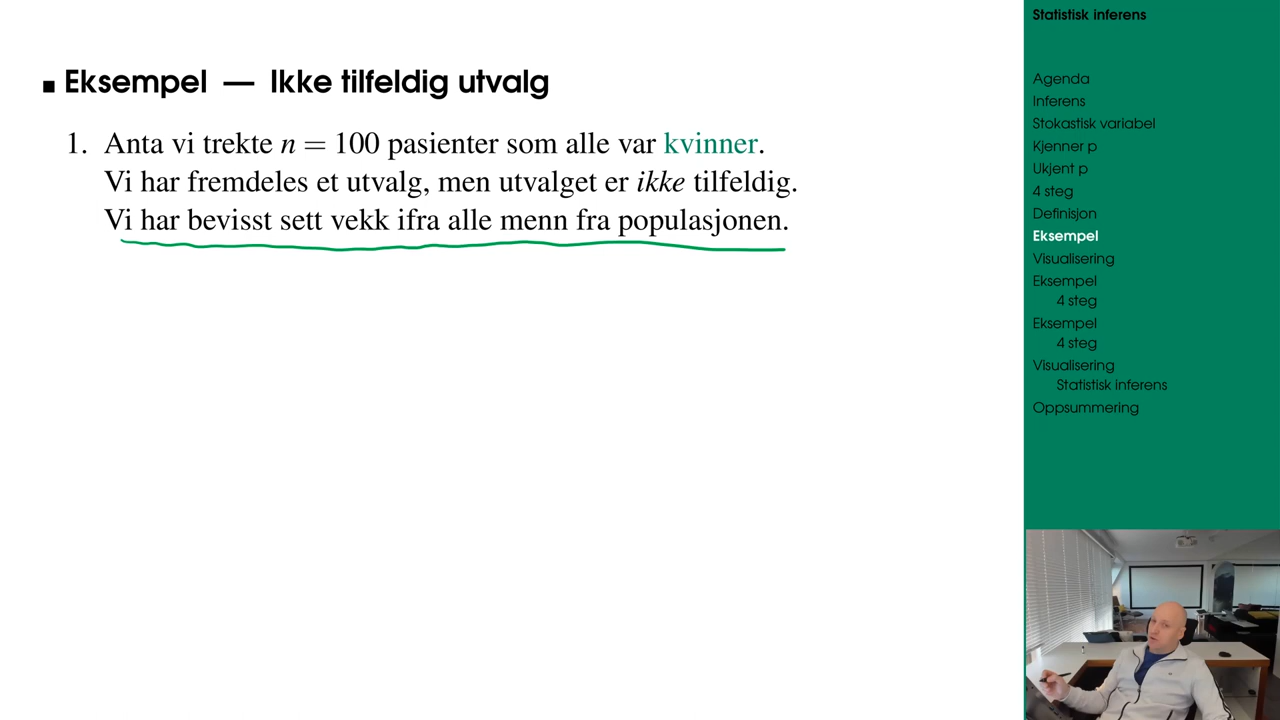 Eksempel — Ikke tilfeldig utvalg
1. Anta vi trekte n = 100 pasienter som alle var kvinner.
Vi har fremdeles et utvalg, men utvalget er ikke tilfeldig.
Vi har bevisst sett vekk ifra alle menn fra populasjonen.
Statistisk inferens
Agenda
Inferens
Stokastisk variabel
Kjenner p
Ukjent p
4 steg
Definisjon
Eksempel
Visualisering
Eksempel
4 steg
Eksempel
4 steg
Visualisering
Statistisk inferens
Oppsummering